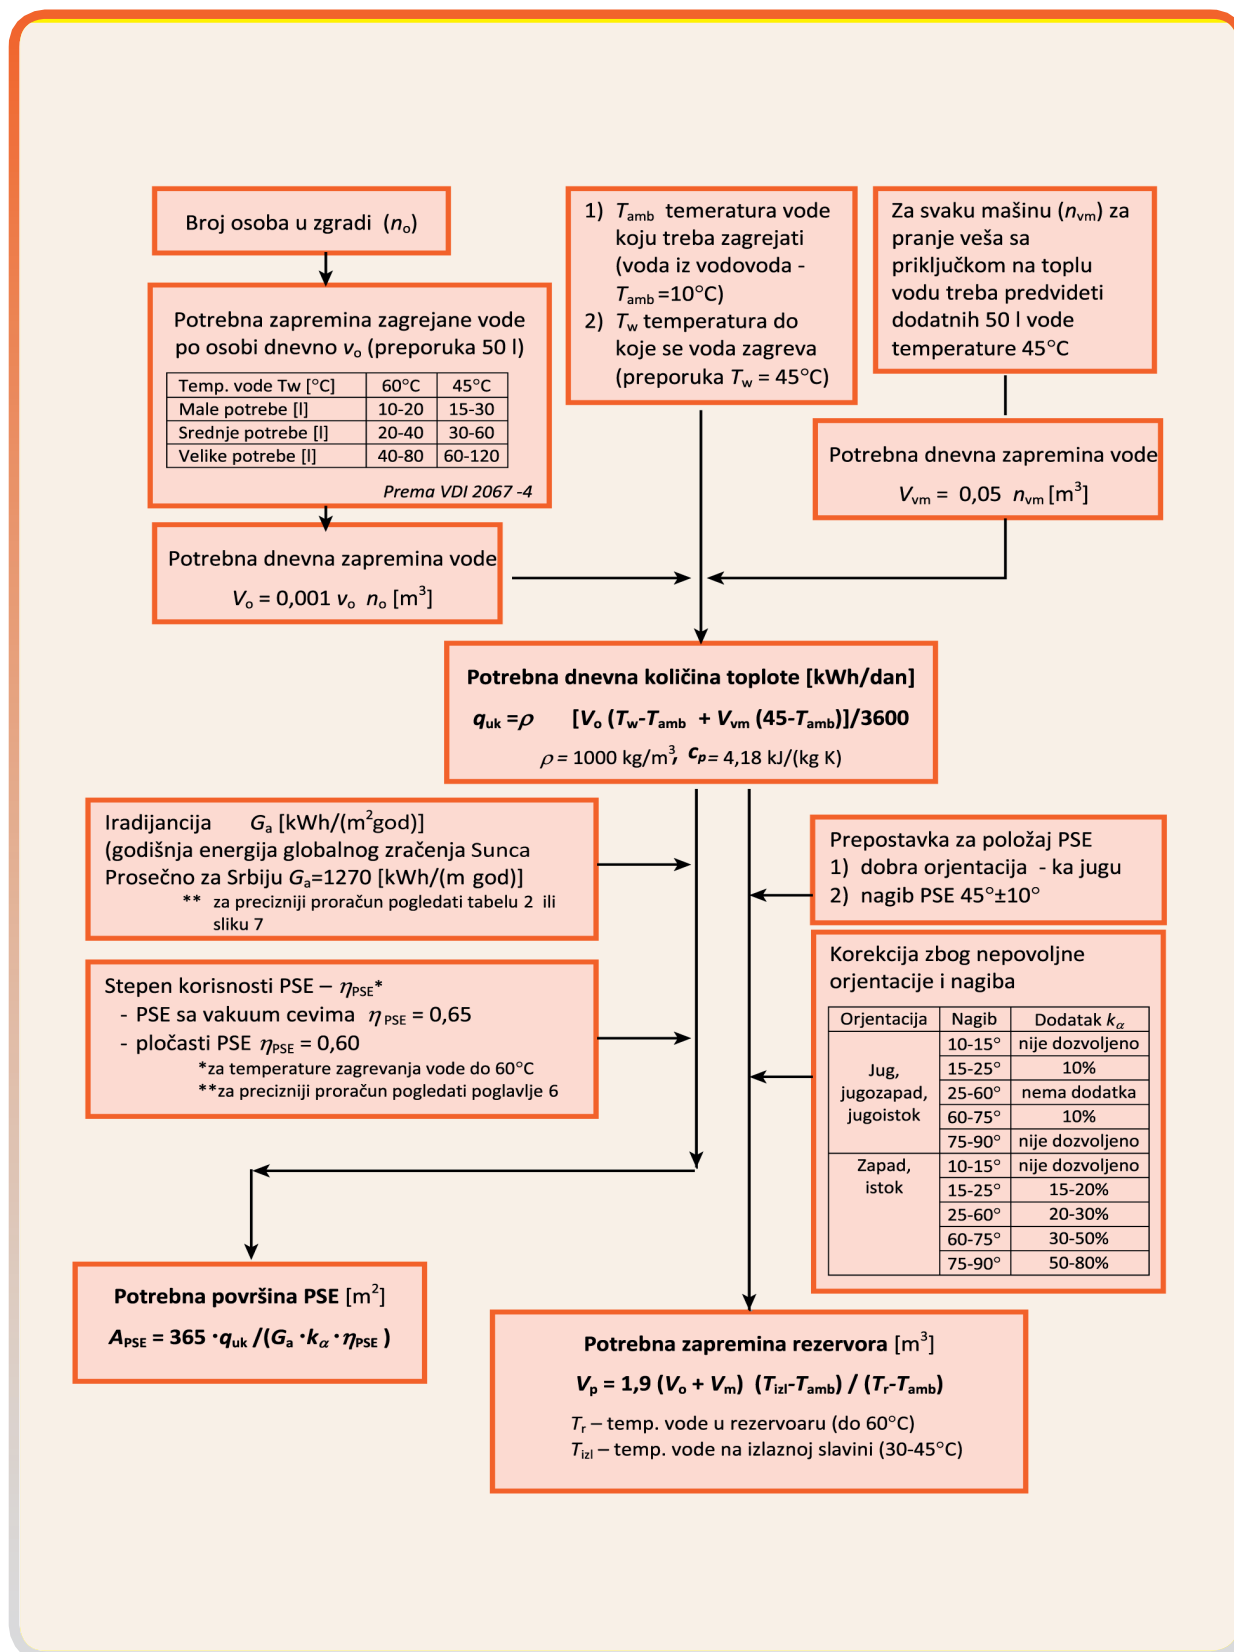 Broj osoba u zgradi (nₒ)
Potrebna zapremina zagrejane vode
po osobi dnevno vₒ (preporuka 50 l)
Temp. vode Tw [°C] 60°C 45°C
Male potrebe [l] 10-20 15-30
Srednje potrebe [l] 20-40 30-60
Velike potrebe [l] 40-80 60-120
Prema VDI 2067 -4
Potrebna dnevna zapremina vode
Vₒ = 0,001 vₒ nₒ [m³]
1) Tamb temeratura vode
koju treba zagrejati
(voda iz vodovoda -
Tamb =10°C)
2) Tw temperatura do
koje se voda zagreva
(preporuka Tw = 45°C)
Za svaku mašinu (nvm) za
pranje veša sa
priključkom na toplu
vodu treba predvideti
dodatnih 50 l vode
temperature 45°C
Potrebna dnevna zapremina vode
Vvm = 0,05 nvm [m³]
Potrebna dnevna količina toplote [kWh/dan]
quk =ρ [Vₒ (Tw-Tamb + Vvm (45-Tamb)]/3600
ρ = 1000 kg/m³, cp = 4,18 kJ/(kg K)
Iradijancija Ga [kWh/(m²god)]
(godišnja energija globalnog zračenja Sunca
Prosečno za Srbiju Ga=1270 [kWh/(m god)]
** za precizniji proračun pogledati tabelu 2 ili
sliku 7
Stepen korisnosti PSE – ηPSE*
- PSE sa vakuum cevima ηPSE = 0,65
- pločasti PSE ηPSE = 0,60
*za temperature zagrevanja vode do 60°C
**za precizniji proračun pogledati poglavlje 6
Prepostavka za položaj PSE
1) dobra orjentacija - ka jugu
2) nagib PSE 45°±10°
Korekcija zbog nepovoljne
orjentacije i nagiba
Orjentacija Nagib Dodatak kα
Jug,
jugozapad,
jugoistok
10-15° nije dozvoljeno
15-25° 10%
25-60° nema dodatka
60-75° 10%
75-90° nije dozvoljeno
Zapad,
istok
10-15° nije dozvoljeno
15-25° 15-20%
25-60° 20-30%
60-75° 30-50%
75-90° 50-80%
Potrebna površina PSE [m²]
APSE = 365 ·quk /(Ga ·kα ·ηPSE )
Potrebna zapremina rezervora [m³]
Vp = 1,9 (Vₒ + Vm) (Tizl-Tamb) / (Tr-Tamb)
Tr – temp. vode u rezervoaru (do 60°C)
Tizl – temp. vode na izlaznoj slavini (30-45°C)